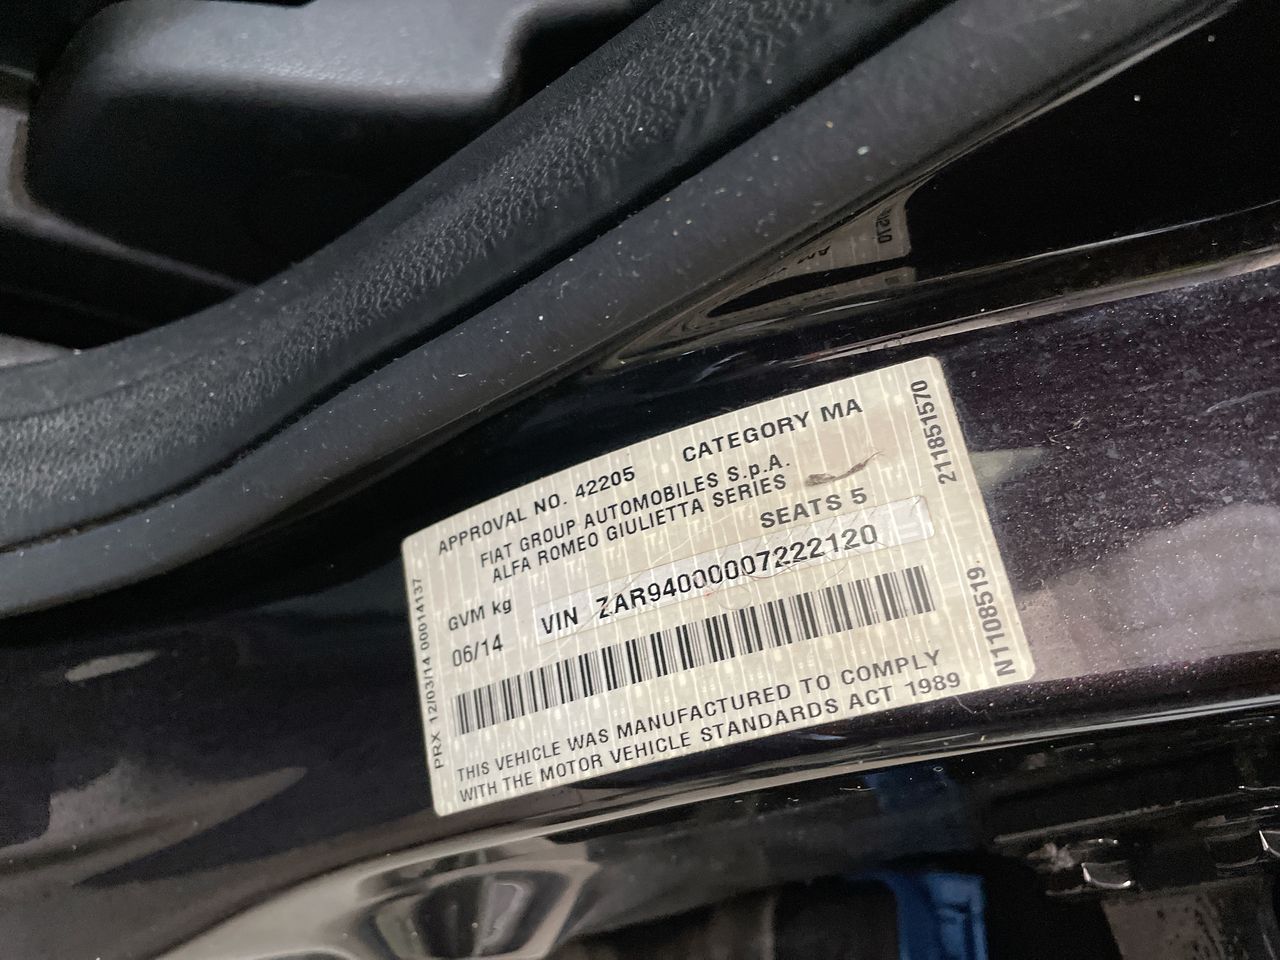 APPROVAL NO. 42205 CATEGORY MA
FIAT GROUP AUTOMOBILES S.p.A.
ALFA ROMEO GIULIETTA SERIES
GVM kg SEATS 5
06/14 VIN ZAR94000007222120
THIS VEHICLE WAS MANUFACTURED TO COMPLY
WITH THE MOTOR VEHICLE STANDARDS ACT 1989
PRX 12/03/14 00014137
211851570
N1108519